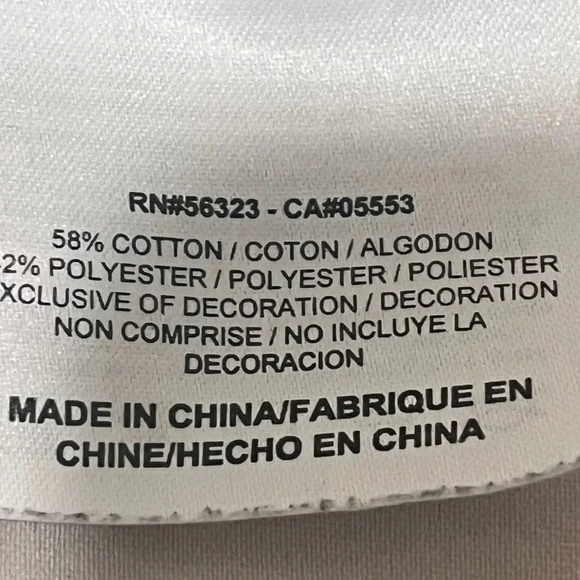 RN#56323 - CA#05553
58% COTTON / COTON / ALGODON
2% POLYESTER / POLYESTER / POLIESTER
XCLUSIVE OF DECORATION / DECORATION
NON COMPRISE / NO INCLUYE LA
DECORACION
MADE IN CHINA/FABRIQUE EN
CHINE/HECHO EN CHINA